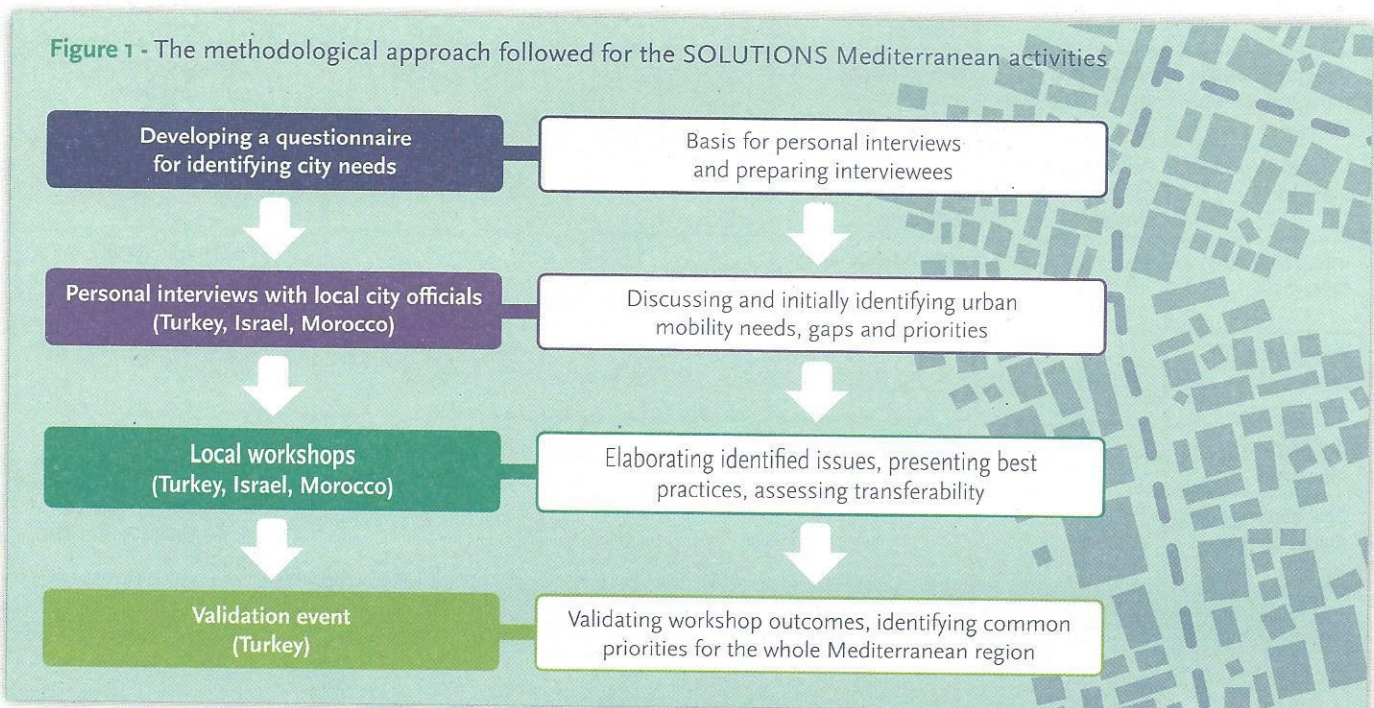 Figure 1 - The methodological approach followed for the SOLUTIONS Mediterranean activities
Developing a questionnaire
for identifying city needs
Basis for personal interviews
and preparing interviewees
Personal interviews with local city officials
(Turkey, Israel, Morocco)
Discussing and initially identifying urban
mobility needs, gaps and priorities
Local workshops
(Turkey, Israel, Morocco)
Elaborating identified issues, presenting best
practices, assessing transferability
Validation event
(Turkey)
Validating workshop outcomes, identifying common
priorities for the whole Mediterranean region